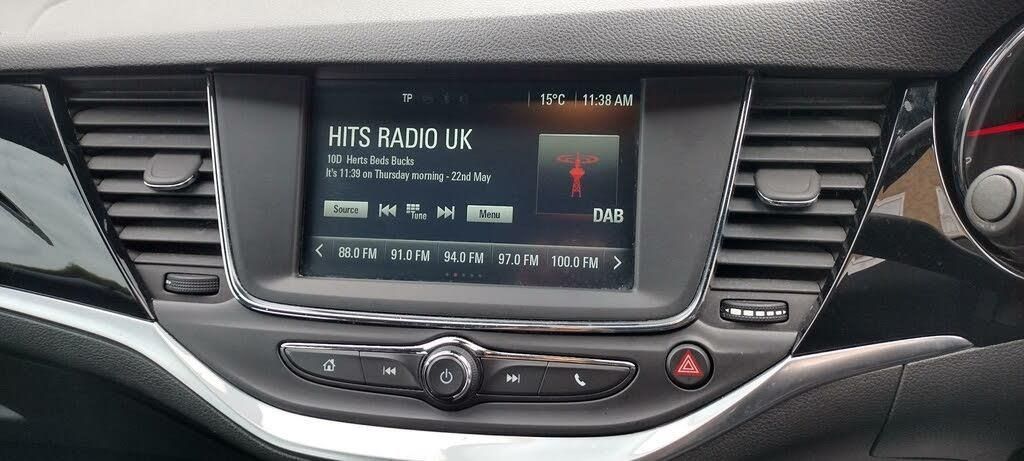 TP 15°C 11:38 AM
HITS RADIO UK
10D Herts Beds Bucks
It's 11:39 on Thursday morning - 22nd May
Source Tune Menu
DAB
88.0 FM 91.0 FM 94.0 FM 97.0 FM 100.0 FM